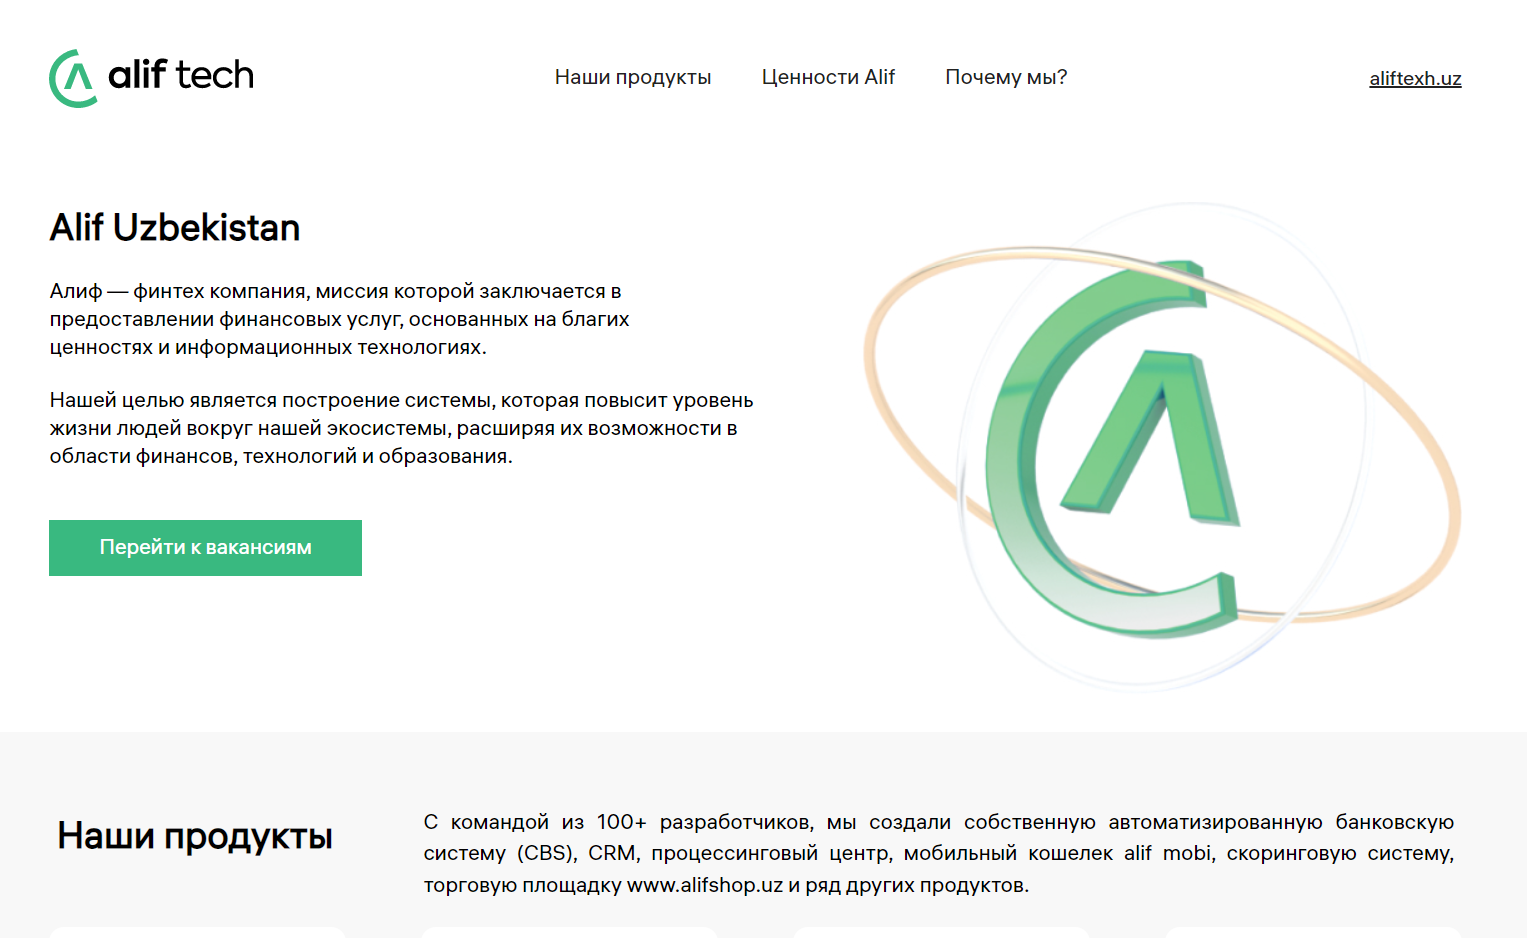 alif tech
Наши продукты
Ценности Alif
Почему мы?
aliftexh.uz
Alif Uzbekistan
Алиф — финтех компания, миссия которой заключается в
предоставлении финансовых услуг, основанных на благих
ценностях и информационных технологиях.
Нашей целью является построение системы, которая повысит уровень
жизни людей вокруг нашей экосистемы, расширяя их возможности в
области финансов, технологий и образования.
Перейти к вакансиям
Наши продукты
С командой из 100+ разработчиков, мы создали собственную автоматизированную банковскую
систему (CBS), CRM, процессинговый центр, мобильный кошелек alif mobi, скоринговую систему,
торговую площадку www.alifshop.uz и ряд других продуктов.